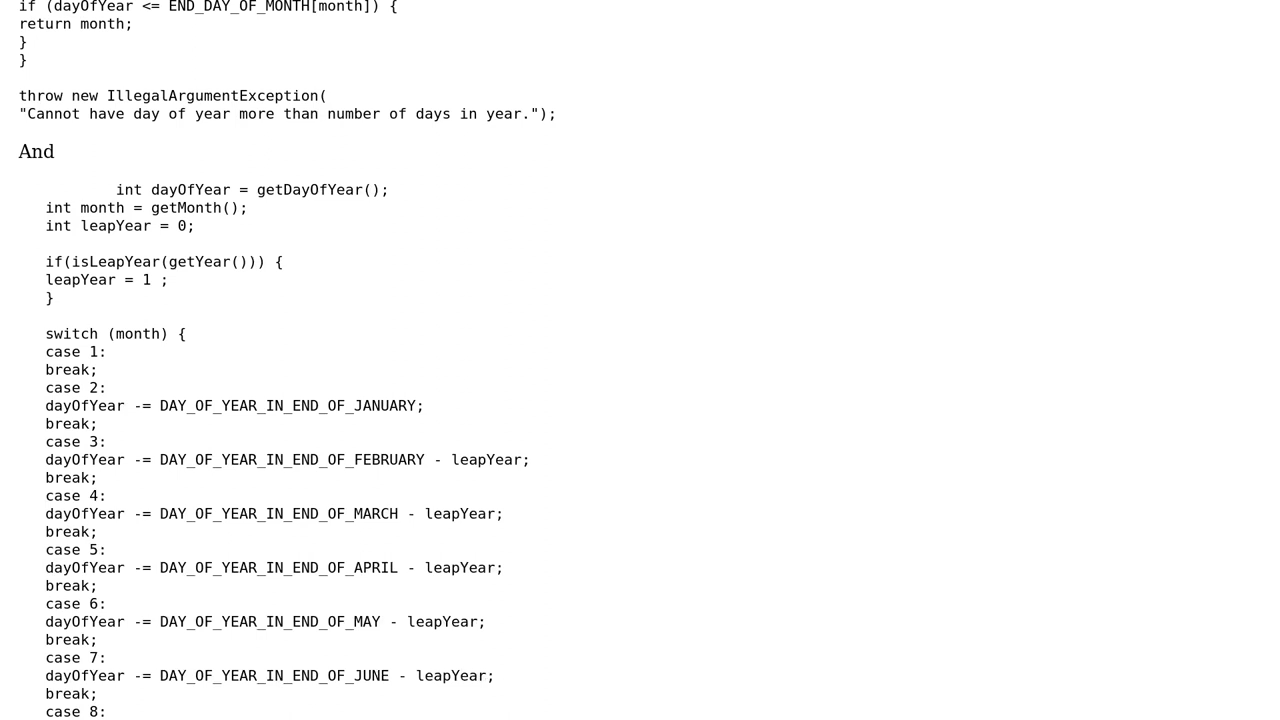 if (dayOfYear <= END_DAY_OF_MONTH[month]) {
return month;
}
}

throw new IllegalArgumentException(
"Cannot have day of year more than number of days in year.");

And

int dayOfYear = getDayOfYear();
int month = getMonth();
int leapYear = 0;

if(isLeapYear(getYear())) {
leapYear = 1 ;
}

switch (month) {
case 1:
break;
case 2:
dayOfYear -= DAY_OF_YEAR_IN_END_OF_JANUARY;
break;
case 3:
dayOfYear -= DAY_OF_YEAR_IN_END_OF_FEBRUARY - leapYear;
break;
case 4:
dayOfYear -= DAY_OF_YEAR_IN_END_OF_MARCH - leapYear;
break;
case 5:
dayOfYear -= DAY_OF_YEAR_IN_END_OF_APRIL - leapYear;
break;
case 6:
dayOfYear -= DAY_OF_YEAR_IN_END_OF_MAY - leapYear;
break;
case 7:
dayOfYear -= DAY_OF_YEAR_IN_END_OF_JUNE - leapYear;
break;
case 8: